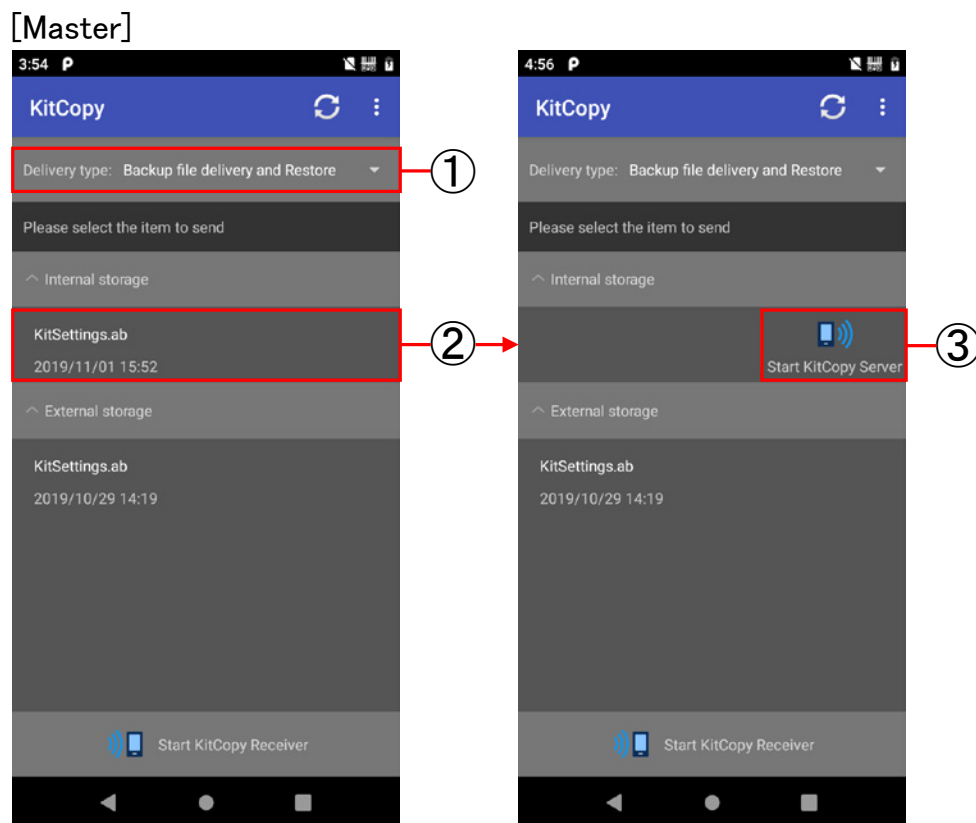 [Master]
3:54
KitCopy
Delivery type: Backup file delivery and Restore
①
Please select the item to send
Internal storage
KitSettings.ab
2019/11/01 15:52
②
External storage
KitSettings.ab
2019/10/29 14:19
Start KitCopy Receiver
4:56
KitCopy
Delivery type: Backup file delivery and Restore
Please select the item to send
Internal storage
Start KitCopy Server
③
External storage
KitSettings.ab
2019/10/29 14:19
Start KitCopy Receiver